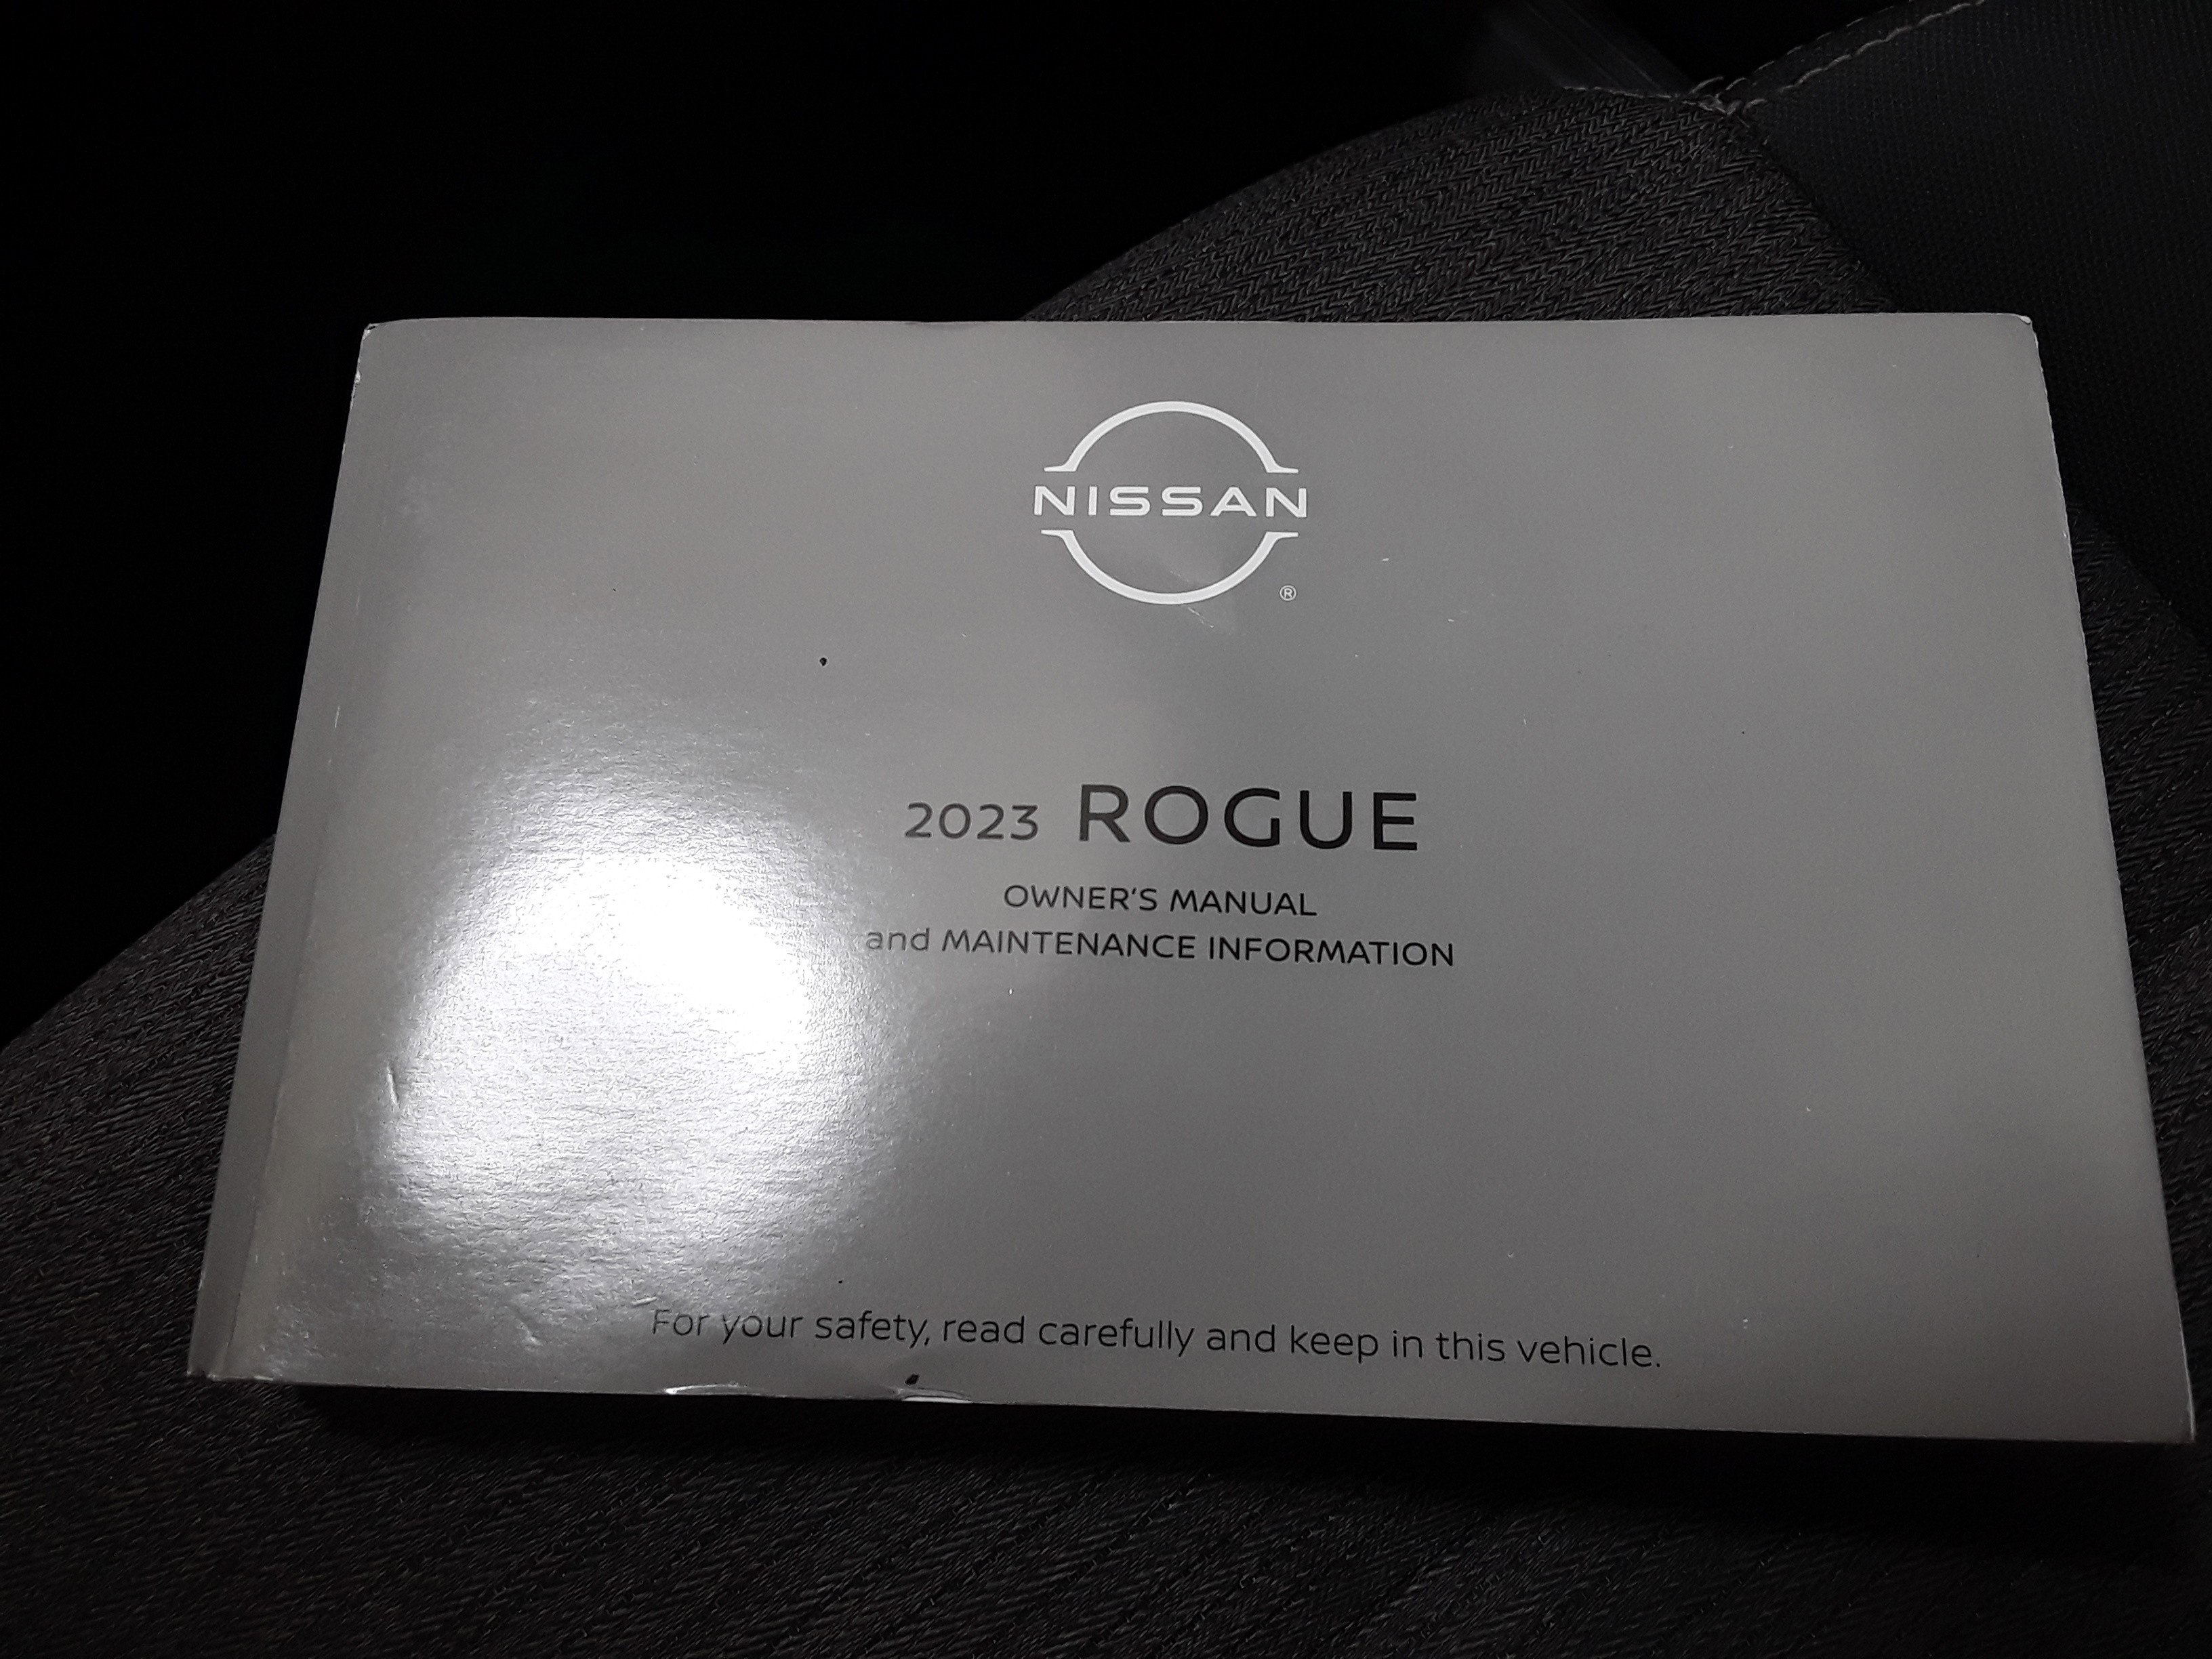 NISSAN
®
2023 ROGUE
OWNER'S MANUAL
and MAINTENANCE INFORMATION
For your safety, read carefully and keep in this vehicle.